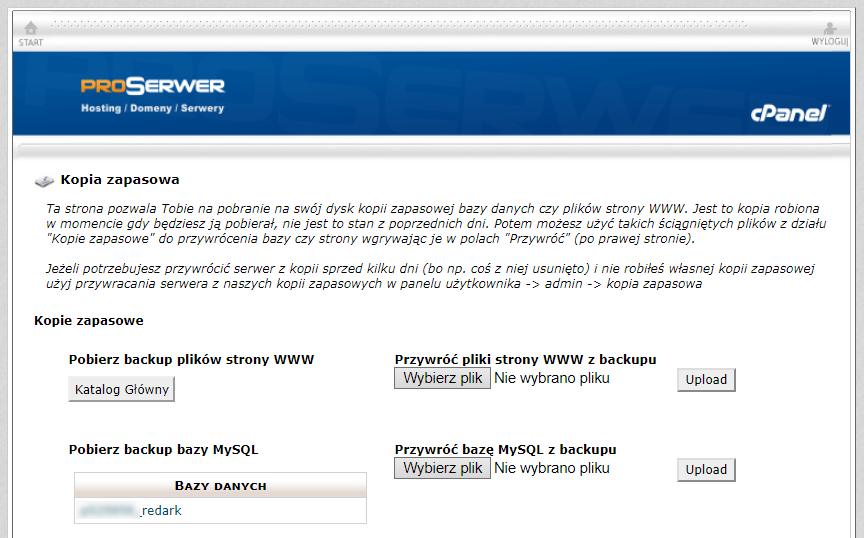 START
WYLOGUJ
PROSERWER
Hosting / Domeny / Serwery
cPanel
Kopia zapasowa
Ta strona pozwala Tobie na pobranie na swój dysk kopii zapasowej bazy danych czy plików strony WWW. Jest to kopia robiona
w momencie gdy będziesz ją pobierał, nie jest to stan z poprzednich dni. Potem możesz użyć takich ściągniętych plików z działu
"Kopie zapasowe" do przywrócenia bazy czy strony wgrywając je w polach "Przywróć" (po prawej stronie).
Jeżeli potrzebujesz przywrócić serwer z kopii sprzed kilku dni (bo np. coś z niej usunięto) i nie robiłeś własnej kopii zapasowej
użyj przywracania serwera z naszych kopii zapasowych w panelu użytkownika -> admin -> kopia zapasowa
Kopie zapasowe
Pobierz backup plików strony WWW
Katalog Główny
Przywróć pliki strony WWW z backupu
Wybierz plik Nie wybrano pliku
Upload
Pobierz backup bazy MySQL
BAZY DANYCH
_redark
Przywróć bazę MySQL z backupu
Wybierz plik Nie wybrano pliku
Upload